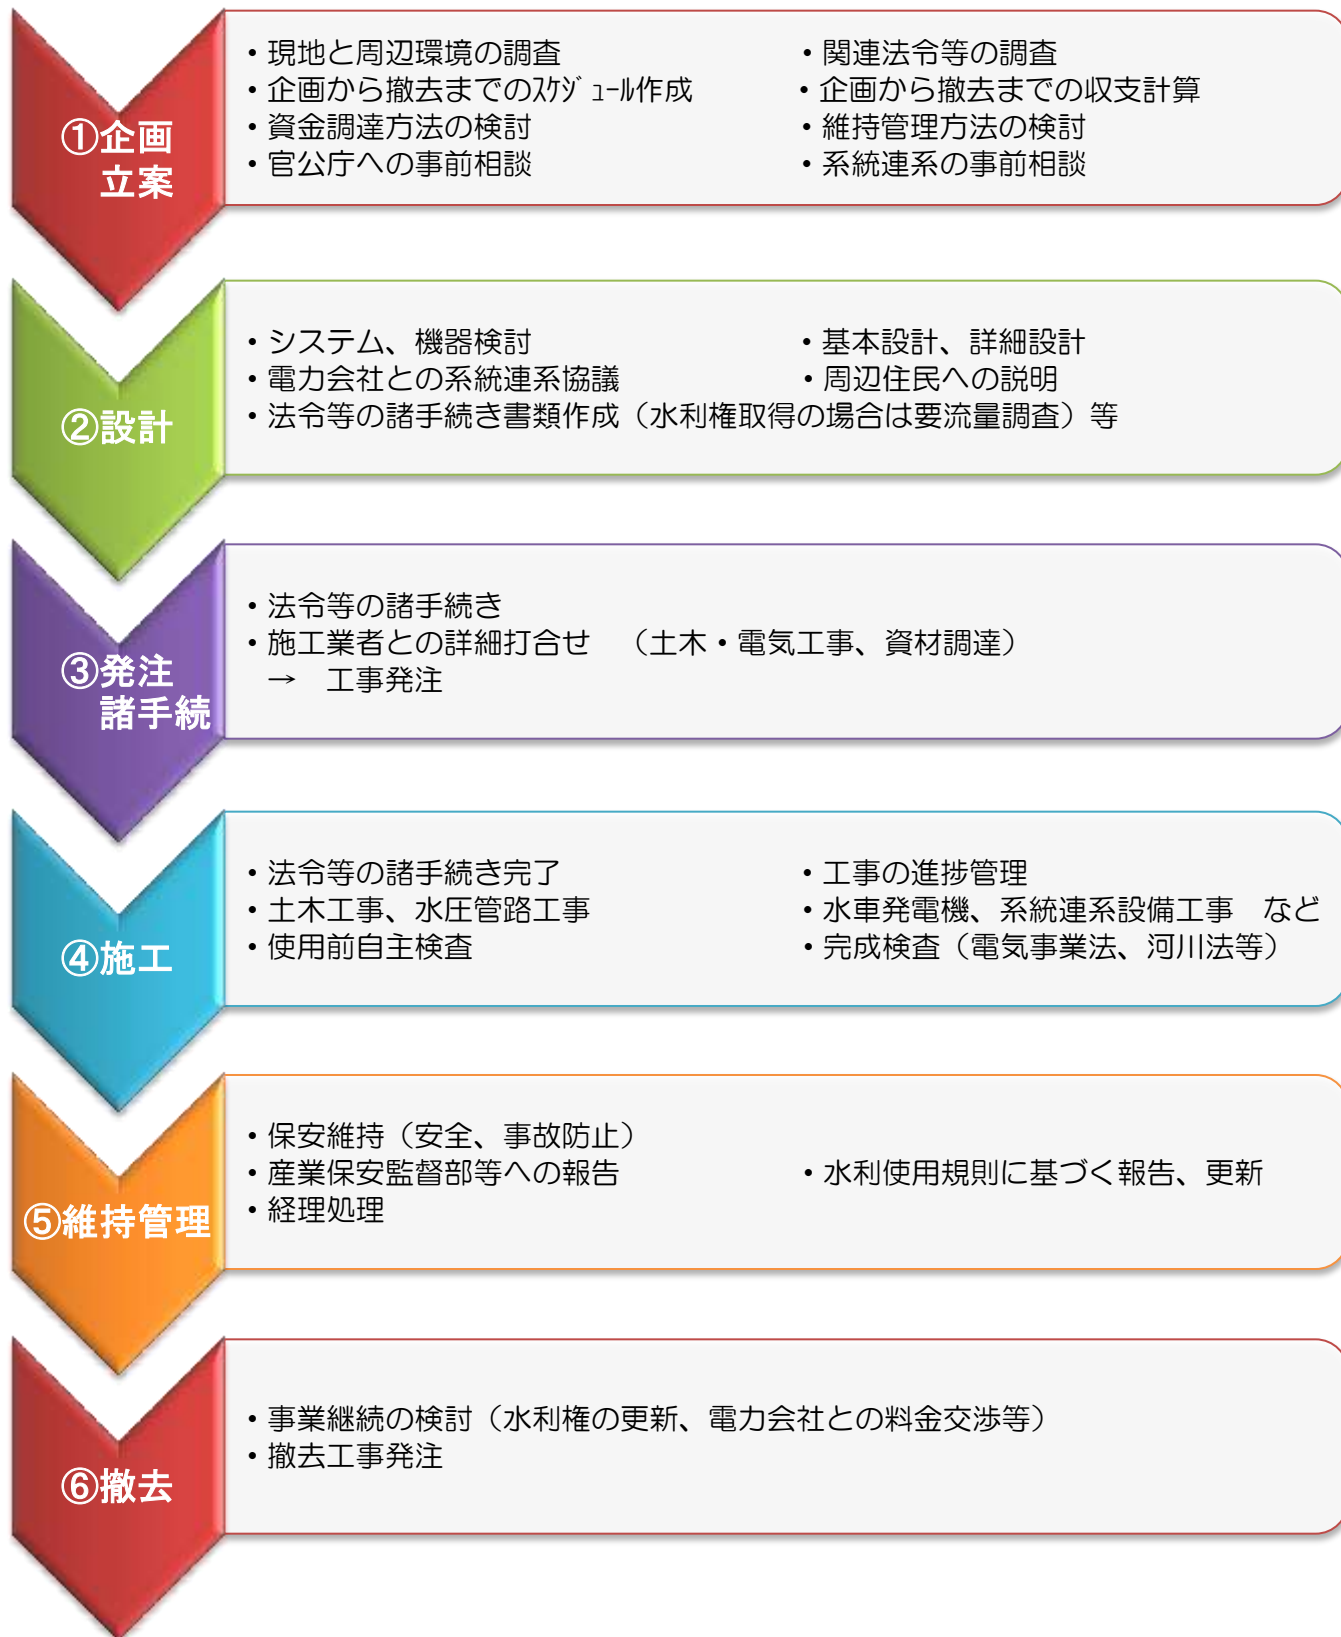 ①企画
立案
・現地と周辺環境の調査　・関連法令等の調査
・企画から撤去までのｽｹｼﾞｭｰﾙ作成　・企画から撤去までの収支計算
・資金調達方法の検討　・維持管理方法の検討
・官公庁への事前相談　・系統連系の事前相談
②設計
・システム、機器検討　・基本設計、詳細設計
・電力会社との系統連系協議　・周辺住民への説明
・法令等の諸手続き書類作成（水利権取得の場合は要流量調査）等
③発注
諸手続
・法令等の諸手続き
・施工業者との詳細打合せ　（土木・電気工事、資材調達）
→　工事発注
④施工
・法令等の諸手続き完了　・工事の進捗管理
・土木工事、水圧管路工事　・水車発電機、系統連系設備工事　など
・使用前自主検査　・完成検査（電気事業法、河川法等）
⑤維持管理
・保安維持（安全、事故防止）
・産業保安監督部等への報告　・水利使用規則に基づく報告、更新
・経理処理
⑥撤去
・事業継続の検討（水利権の更新、電力会社との料金交渉等）
・撤去工事発注